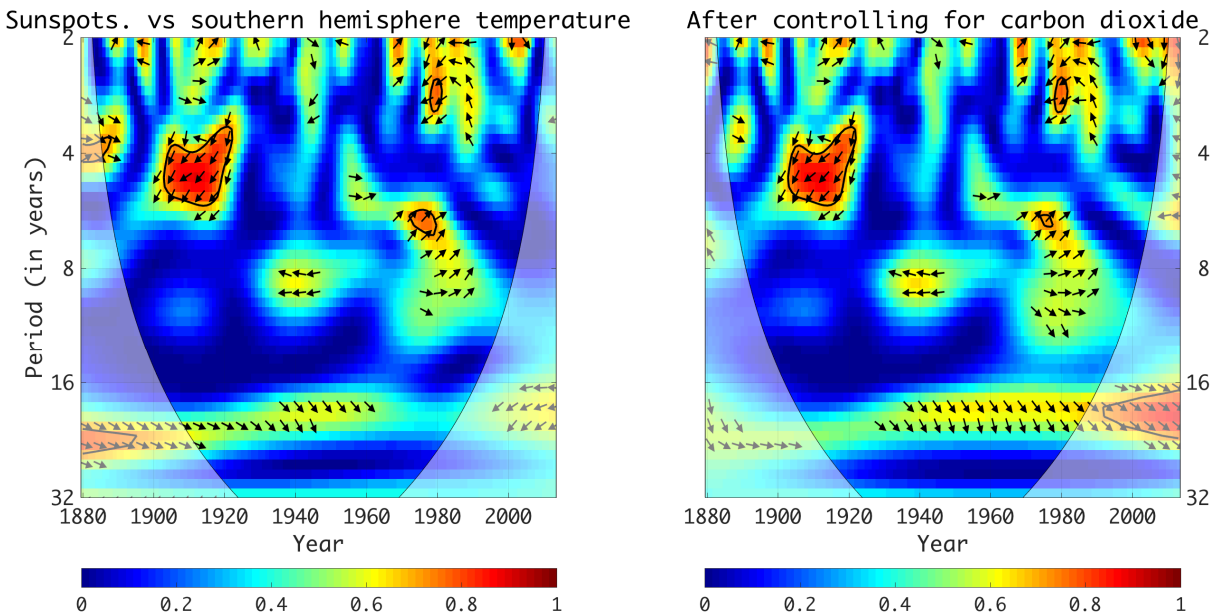 Sunspots. vs southern hemisphere temperature
After controlling for carbon dioxide
2
4
8
16
32
Period (in years)
1880 1900 1920 1940 1960 1980 2000
Year
0 0.2 0.4 0.6 0.8 1
2
4
8
16
32
1880 1900 1920 1940 1960 1980 2000
Year
0 0.2 0.4 0.6 0.8 1